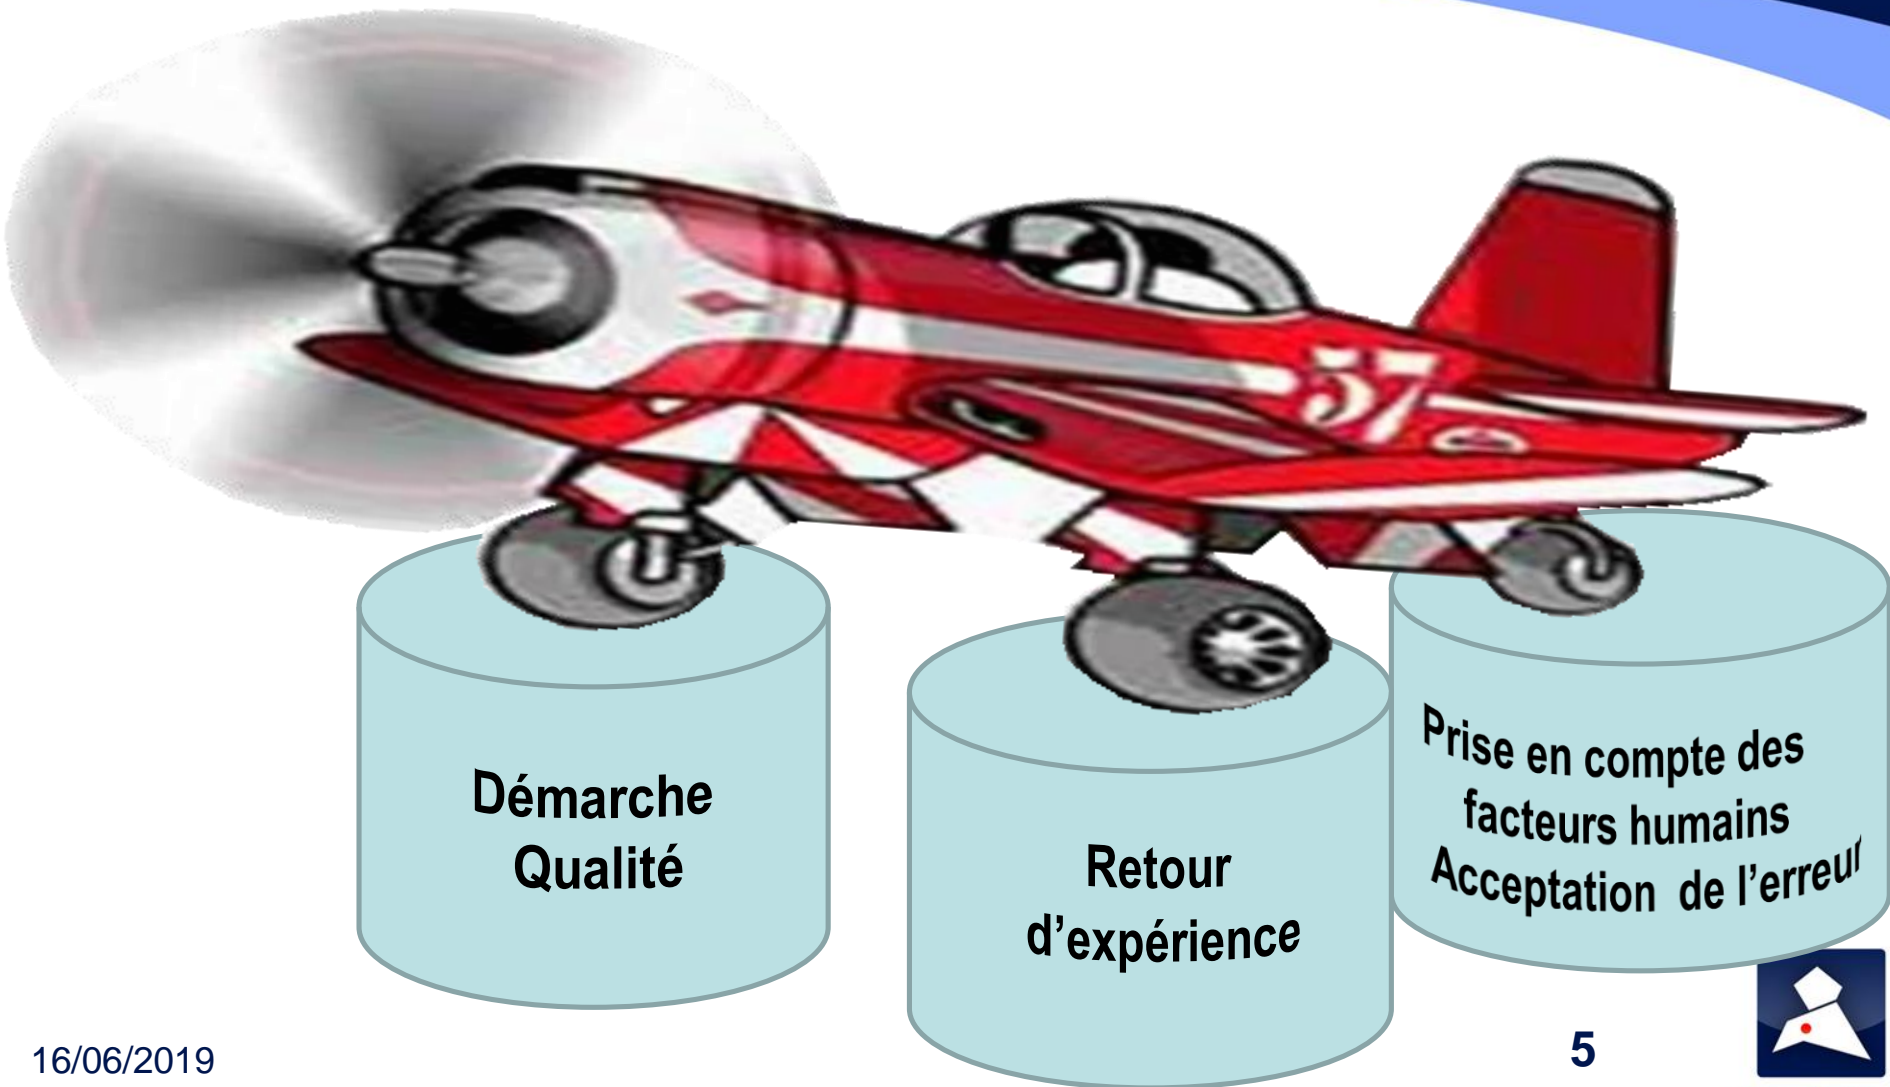 57
Démarche
Qualité
Retour
d’expérience
Prise en compte des
facteurs humains
Acceptation de l’erreur
16/06/2019
5